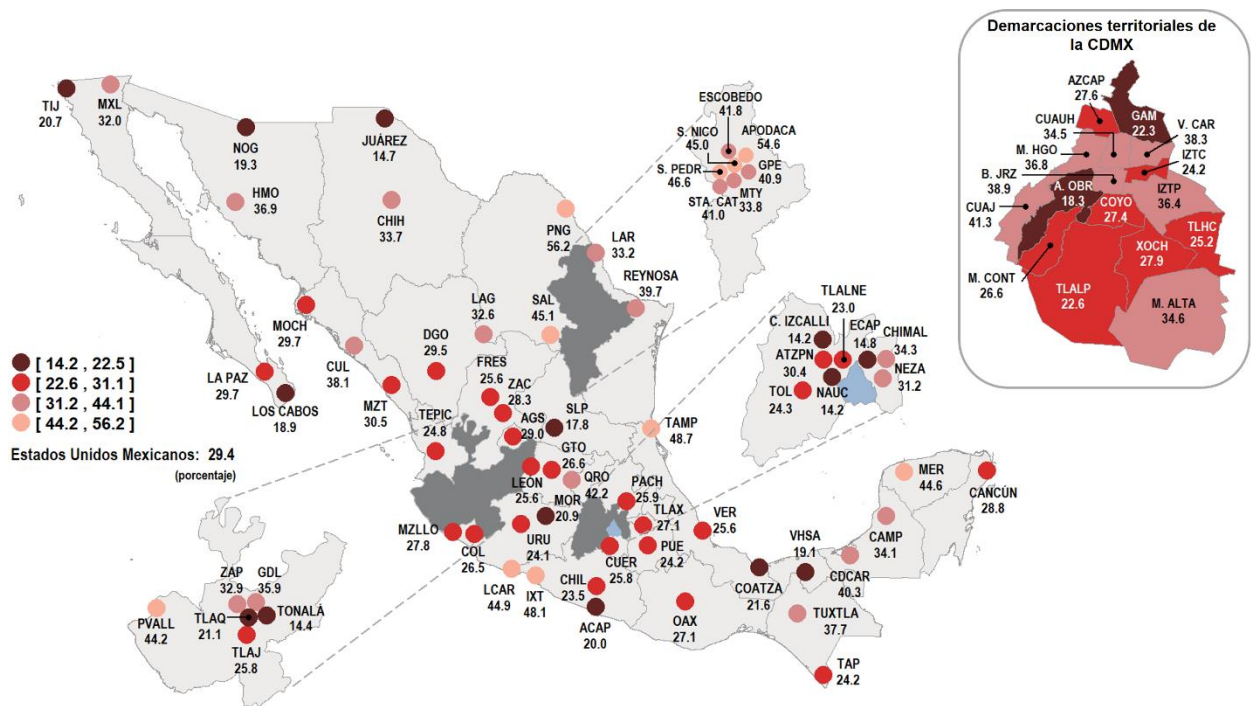 Demarcaciones territoriales de
la CDMX
AZCAP
27.6
GAM
22.3
CUAUH
34.5
V. CAR
38.3
M. HGO
36.8
IZTC
24.2
B. JRZ
38.9
A. OBR
18.3
IZTP
36.4
CUAJ
41.3
COYO
27.4
TLHC
25.2
XOCH
27.9
M. CONT
26.6
TLALP
22.6
M. ALTA
34.6
TIJ
20.7
MXL
32.0
NOG
19.3
JUÁREZ
14.7
HMO
36.9
CHIH
33.7
ESCOBEDO
41.8
S. NICO
45.0
APODACA
54.6
S. PEDR
46.6
GPE
40.9
MTY
33.8
STA. CAT
41.0
PNG
56.2
LAR
33.2
REYNOSA
39.7
MOCH
29.7
LAG
32.6
SAL
45.1
DGO
29.5
CUL
38.1
LA PAZ
29.7
LOS CABOS
18.9
MZT
30.5
FRES
25.6
ZAC
28.3
TEPIC
24.8
AGS
29.0
SLP
17.8
TAMP
48.7
GTO
26.6
LEÓN
25.6
QRO
42.2
MOR
20.9
PACH
25.9
TLAX
27.1
VER
25.6
MZLLO
27.8
COL
26.5
URU
24.1
CUER
25.8
PUE
24.2
LCAR
44.9
IXT
48.1
CHIL
23.5
ACAP
20.0
OAX
27.1
COATZA
21.6
VHSA
19.1
CDCAR
40.3
TUXTLA
37.7
TAP
24.2
CAMP
34.1
MER
44.6
CANCÚN
28.8
TLALNE
23.0
C. IZCALLI
14.2
ECAP
14.8
CHIMAL
34.3
ATZPN
30.4
NEZA
31.2
TOL
24.3
NAUC
14.2
[ 14.2 , 22.5 ]
[ 22.6 , 31.1 ]
[ 31.2 , 44.1 ]
[ 44.2 , 56.2 ]
Estados Unidos Mexicanos: 29.4
(porcentaje)
ZAP
32.9
GDL
35.9
PVALL
44.2
TLAQ
21.1
TONALÁ
14.4
TLAJ
25.8